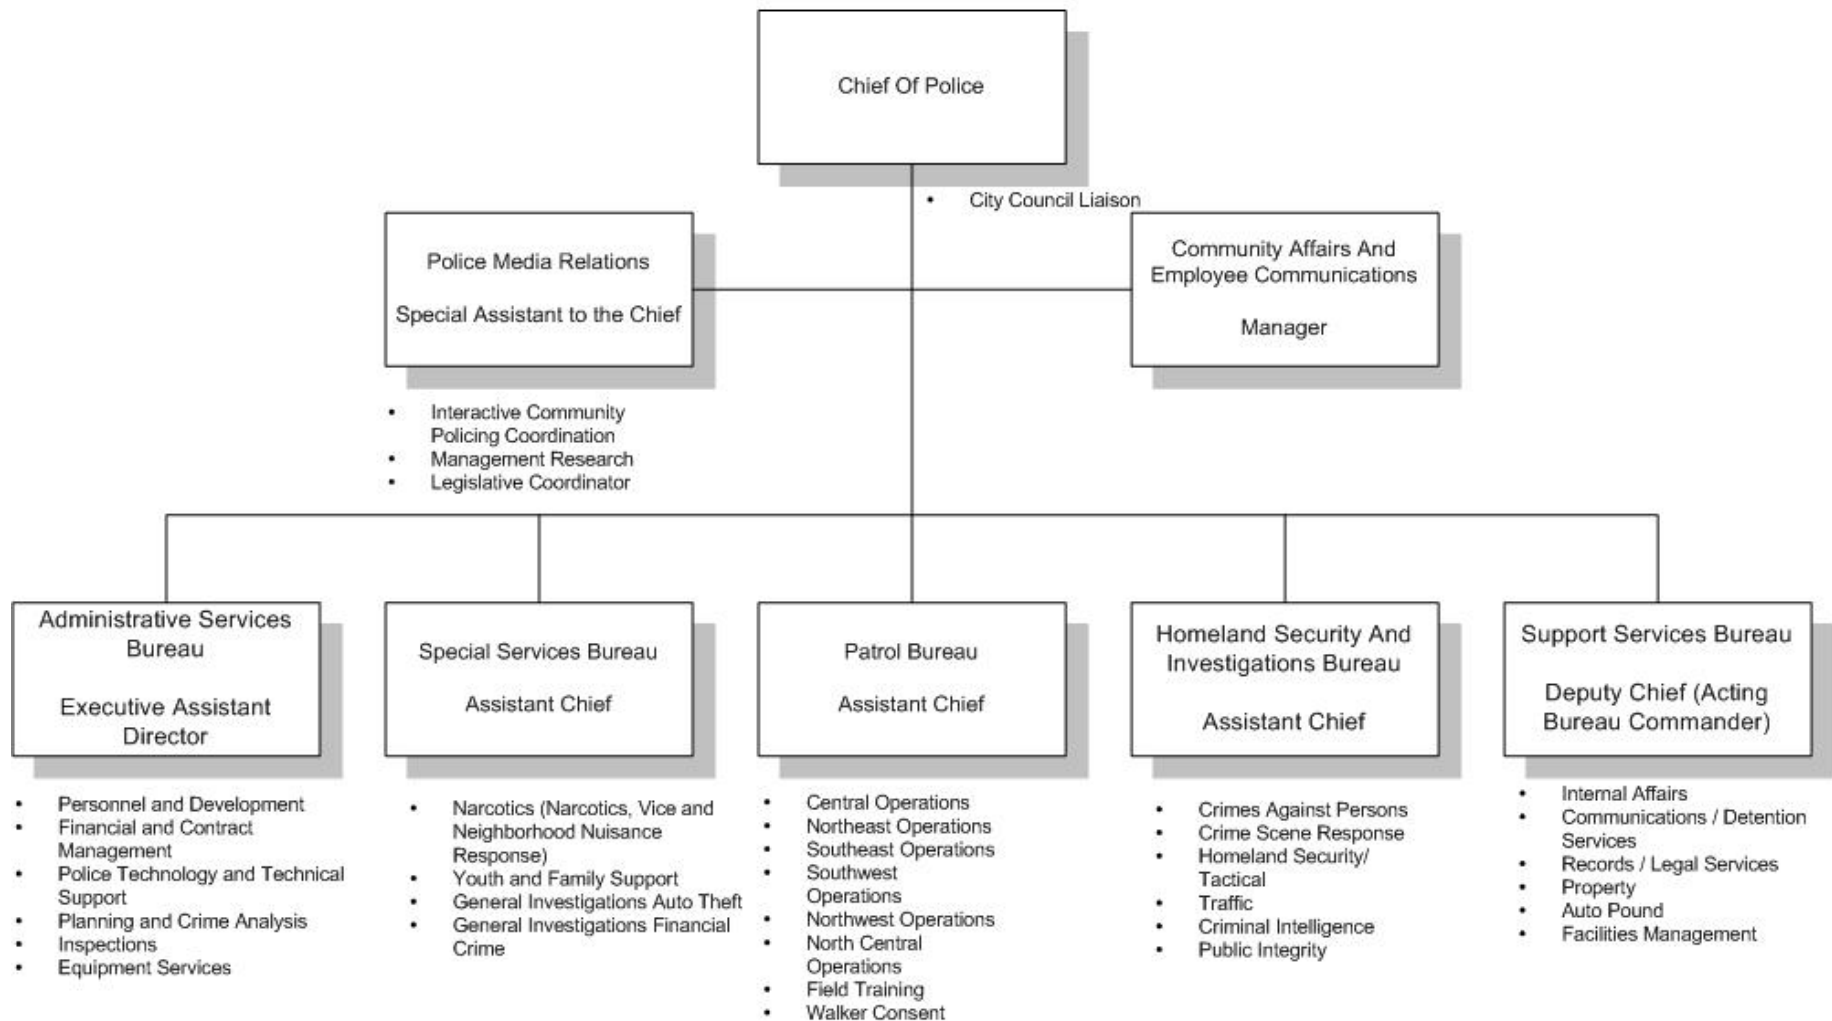 Chief Of Police
• City Council Liaison
Police Media Relations
Special Assistant to the Chief
Community Affairs And
Employee Communications
Manager
• Interactive Community
Policing Coordination
• Management Research
• Legislative Coordinator
Administrative Services
Bureau
Executive Assistant
Director
• Personnel and Development
• Financial and Contract
Management
• Police Technology and Technical
Support
• Planning and Crime Analysis
• Inspections
• Equipment Services
Special Services Bureau
Assistant Chief
• Narcotics (Narcotics, Vice and
Neighborhood Nuisance
Response)
• Youth and Family Support
• General Investigations Auto Theft
• General Investigations Financial
Crime
Patrol Bureau
Assistant Chief
• Central Operations
• Northeast Operations
• Southeast Operations
• Southwest
Operations
• Northwest Operations
• North Central
Operations
• Field Training
• Walker Consent
Homeland Security And
Investigations Bureau
Assistant Chief
• Crimes Against Persons
• Crime Scene Response
• Homeland Security/
Tactical
• Traffic
• Criminal Intelligence
• Public Integrity
Support Services Bureau
Deputy Chief (Acting
Bureau Commander)
• Internal Affairs
• Communications / Detention
Services
• Records / Legal Services
• Property
• Auto Pound
• Facilities Management